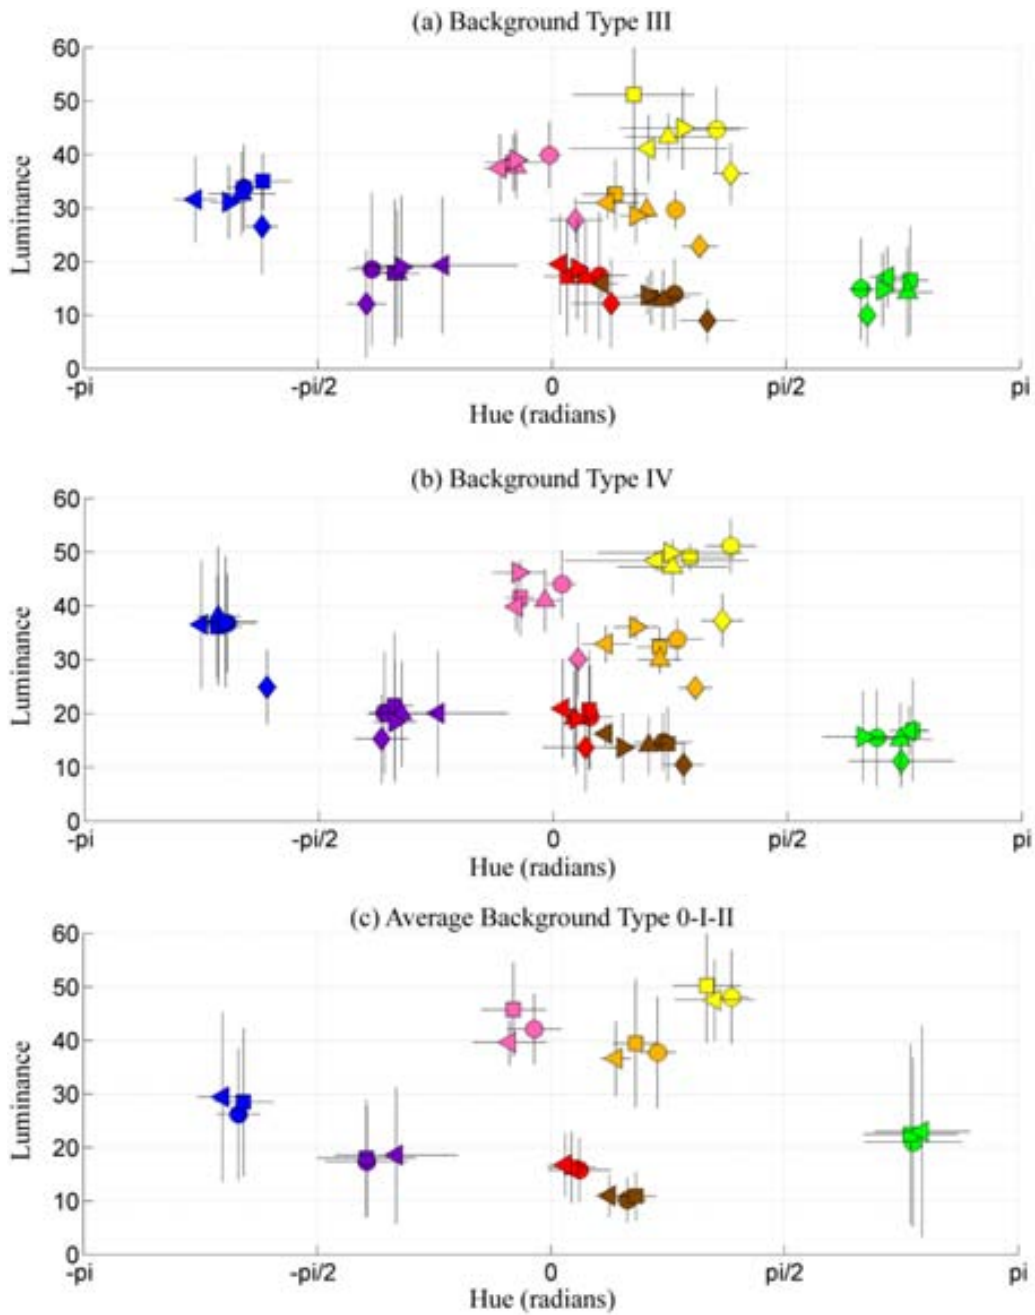 (a) Background Type III
60
50
40
30
20
10
0
Luminance
-pi -pi/2 0 pi/2 pi
Hue (radians)
(b) Background Type IV
60
50
40
30
20
10
0
Luminance
-pi -pi/2 0 pi/2 pi
Hue (radians)
(c) Average Background Type 0-I-II
60
50
40
30
20
10
0
Luminance
-pi -pi/2 0 pi/2 pi
Hue (radians)